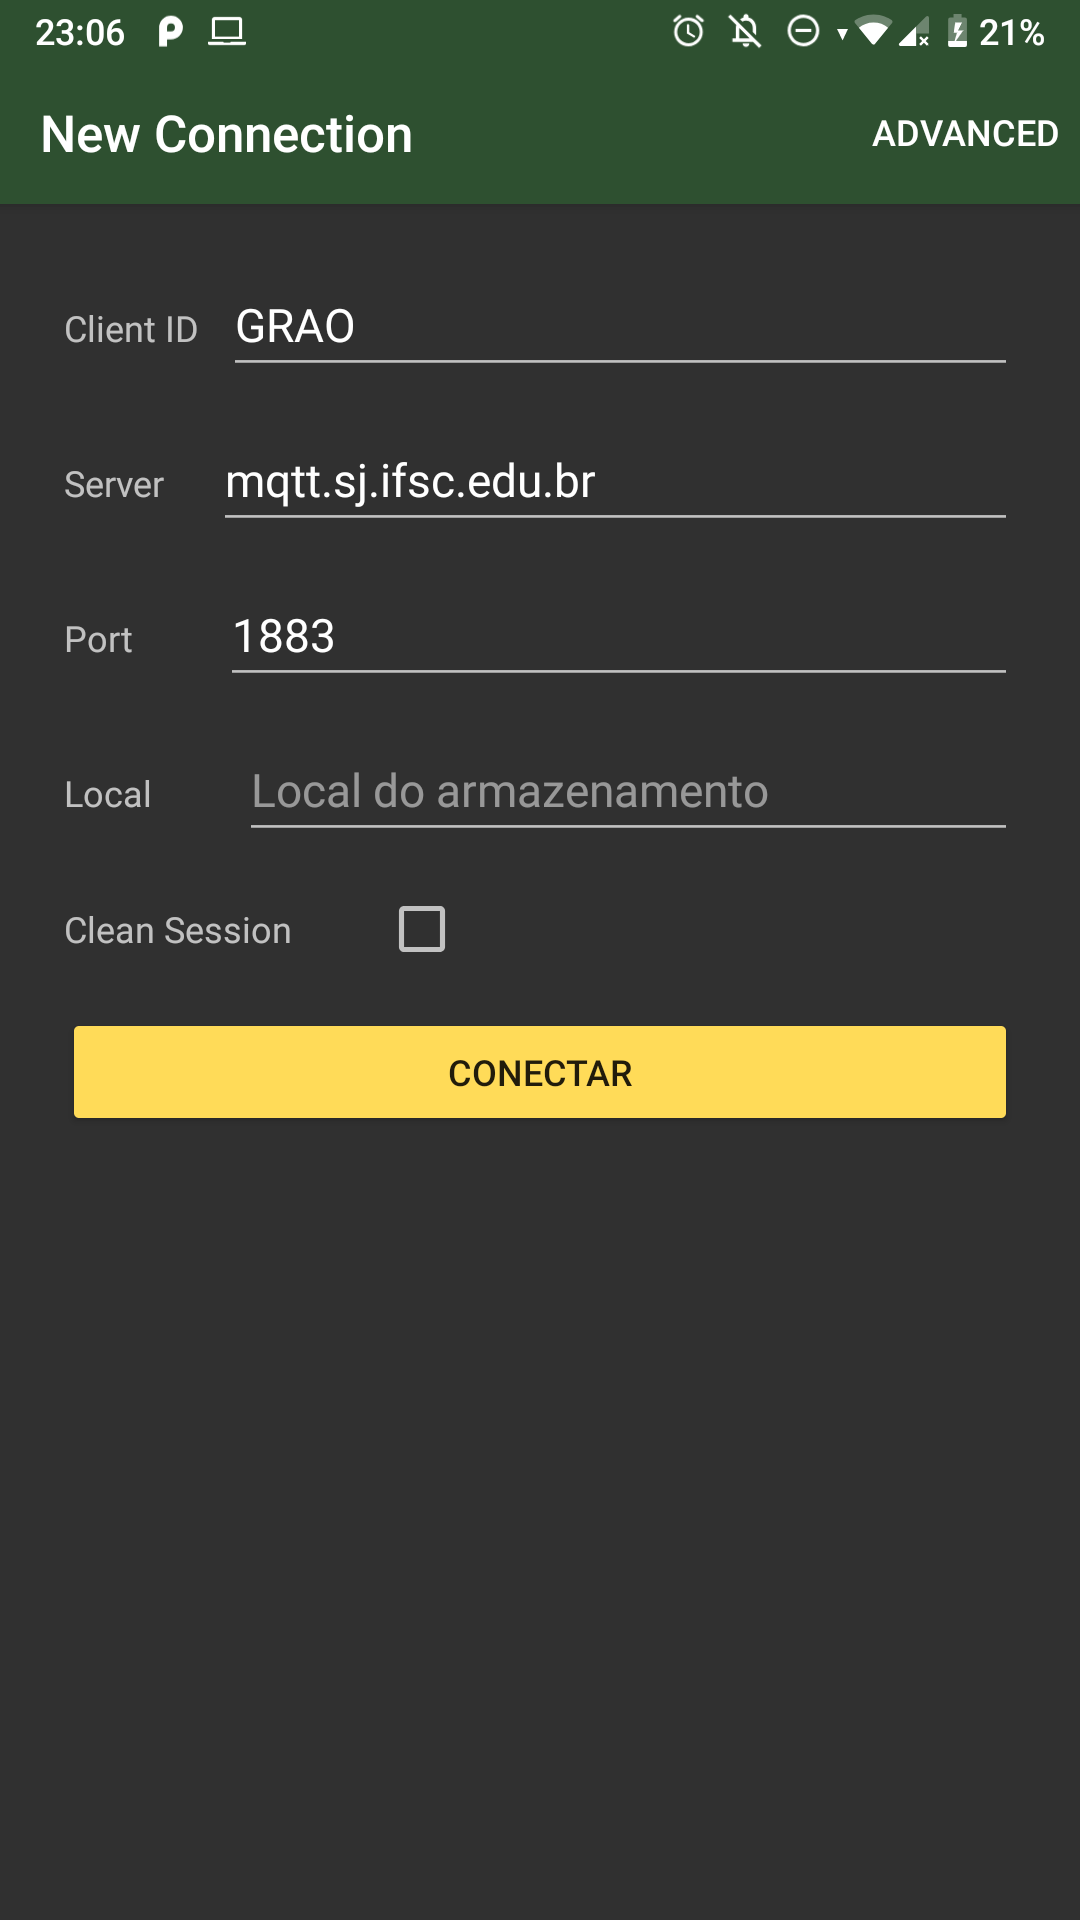 23:06 21%
New Connection ADVANCED
Client ID GRAO
Server mqtt.sj.ifsc.edu.br
Port 1883
Local Local do armazenamento
Clean Session
CONECTAR